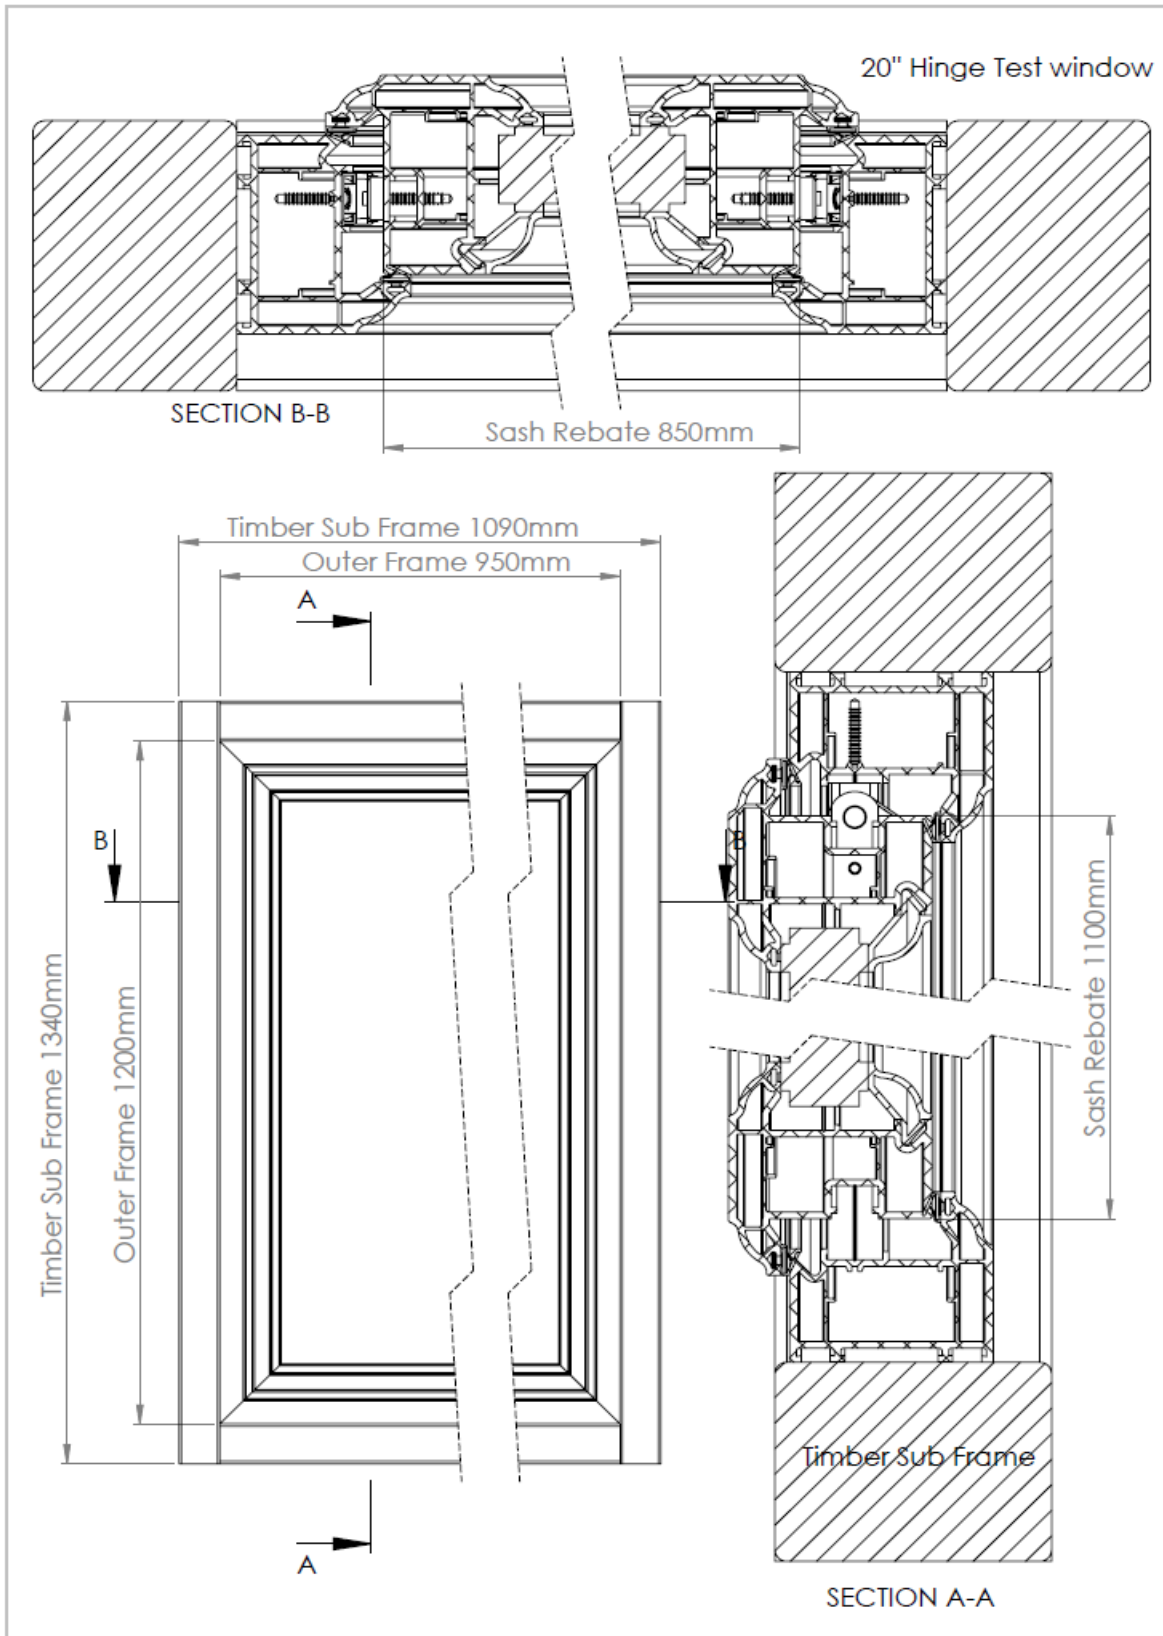 20" Hinge Test window
SECTION B-B
Sash Rebate 850mm
Timber Sub Frame 1090mm
Outer Frame 950mm
A
B
B
Timber Sub Frame 1340mm
Outer Frame 1200mm
Sash Rebate 1100mm
Timber Sub Frame
A
SECTION A-A